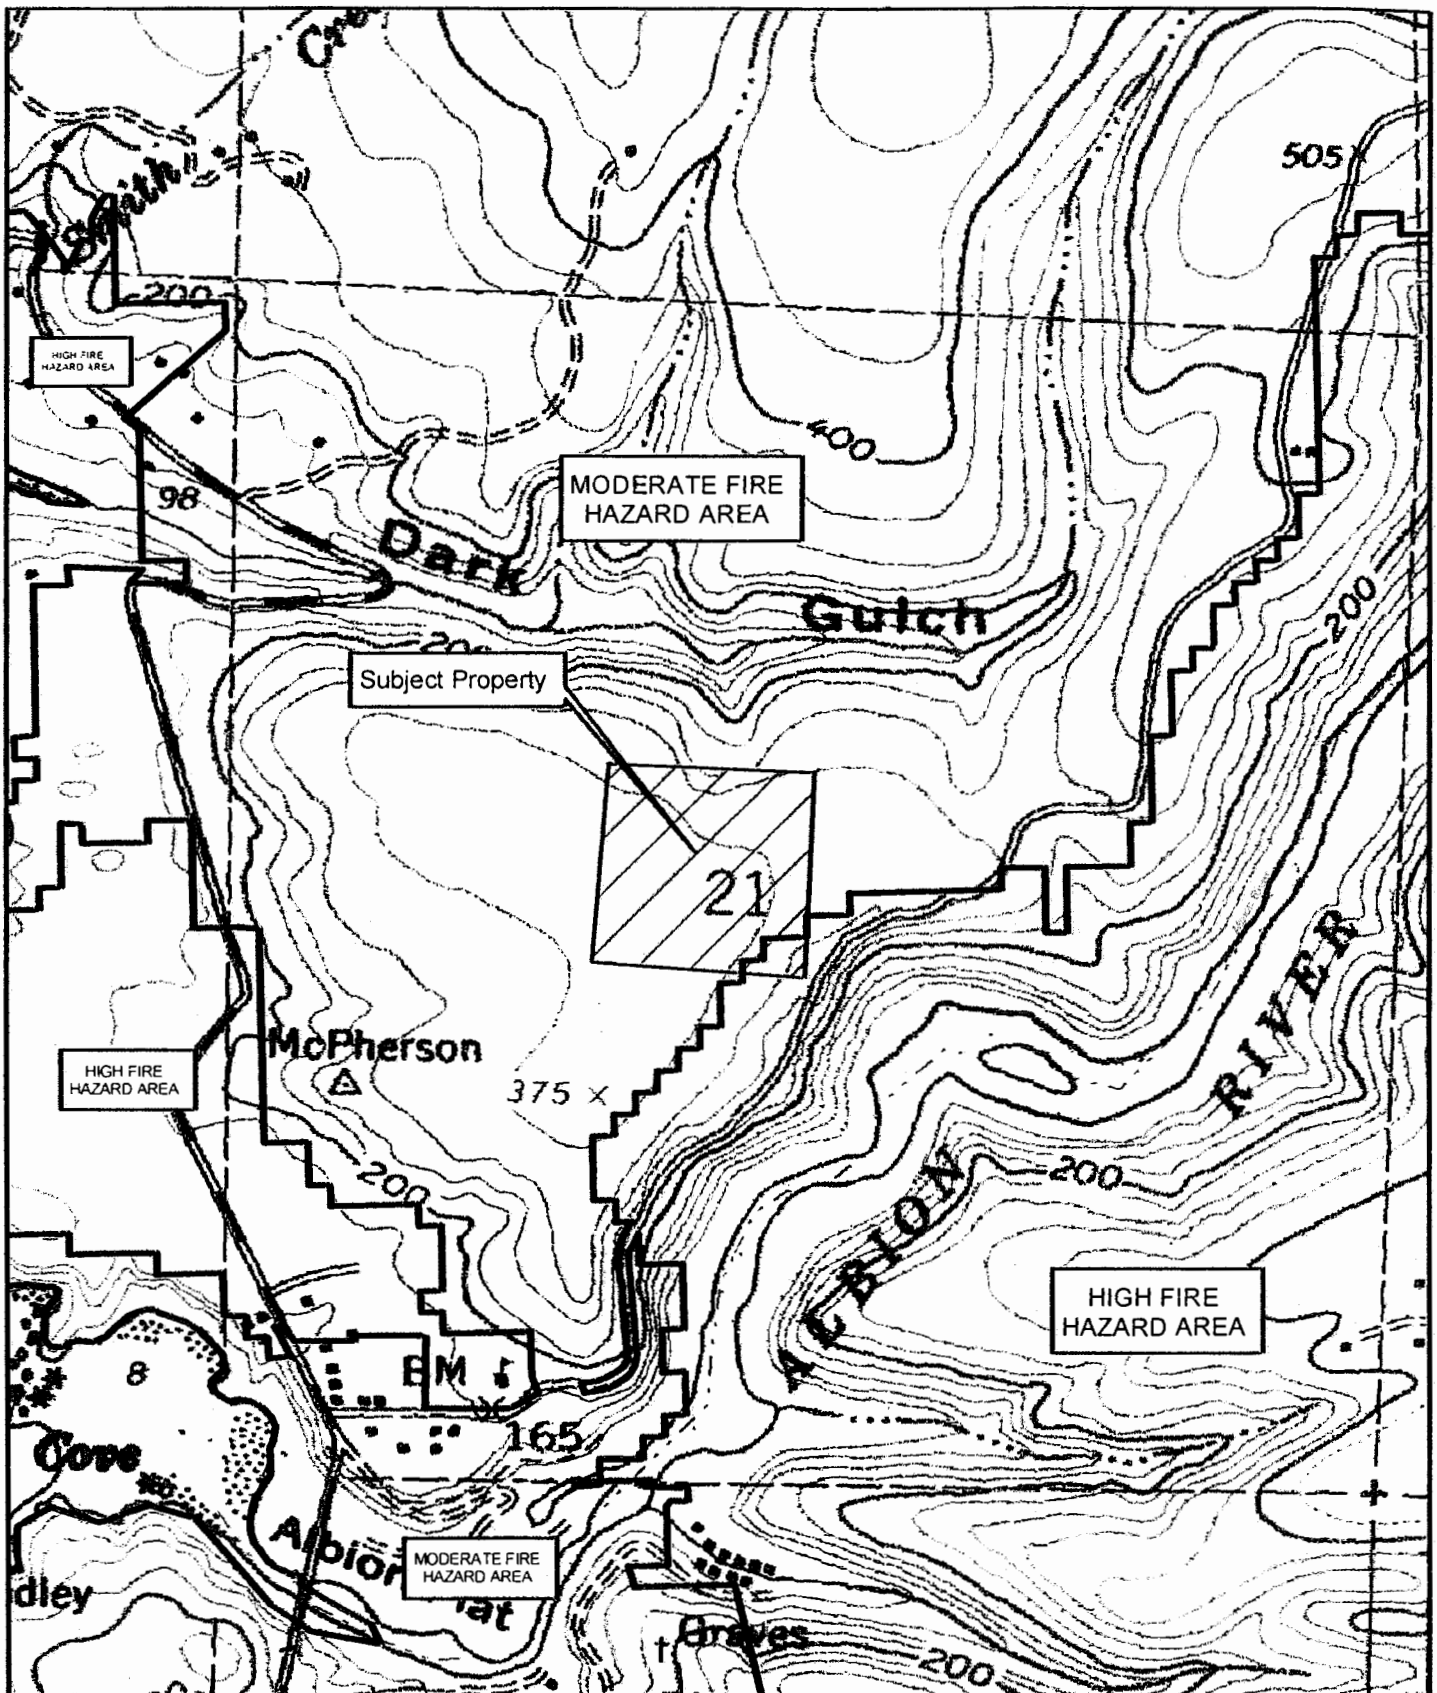 505
Smith
200
HIGH FIRE
HAZARD AREA
400
98
MODERATE FIRE
HAZARD AREA
Dark
Gulch
200
Subject Property
21
McPherson
375
HIGH FIRE
HAZARD AREA
ALBION RIVER
200
200
HIGH FIRE
HAZARD AREA
8
BM
165
Cove
Albion
MODERATE FIRE
HAZARD AREA
dley
Graves
200